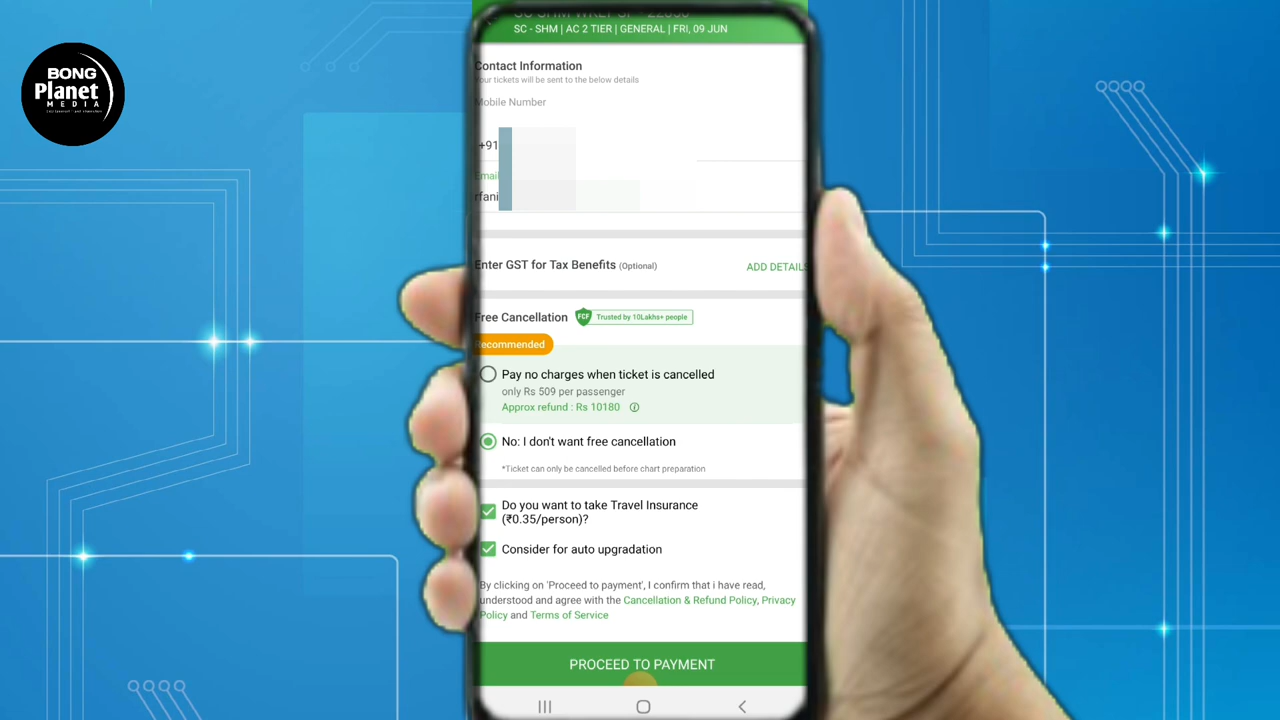 BONG
Planet
MEDIA
SC - SHM | AC 2 TIER | GENERAL | FRI, 09 JUN
Contact Information
our tickets will be sent to the below details
Mobile Number
+91
Email
rfani
Enter GST for Tax Benefits (Optional)
ADD DETAILS
Free Cancellation
FCF
Trusted by 10Lakhs+ people
Recommended
Pay no charges when ticket is cancelled
only Rs 509 per passenger
Approx refund : Rs 10180
No: I don't want free cancellation
*Ticket can only be cancelled before chart preparation
Do you want to take Travel Insurance
(₹0.35/person)?
Consider for auto upgradation
By clicking on 'Proceed to payment', I confirm that i have read,
understood and agree with the Cancellation & Refund Policy, Privacy
Policy and Terms of Service
PROCEED TO PAYMENT